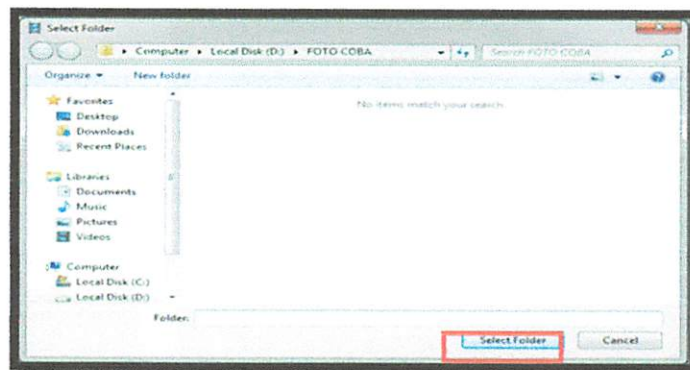 Select Folder
Computer ▸ Local Disk (D:) ▸ FOTO COBA
Search FOTO COBA
Organize
New folder
No items match your search.
Favorites
Desktop
Downloads
Recent Places
Libraries
Documents
Music
Pictures
Videos
Computer
Local Disk (C:)
Local Disk (D:)
Folder:
Select Folder
Cancel